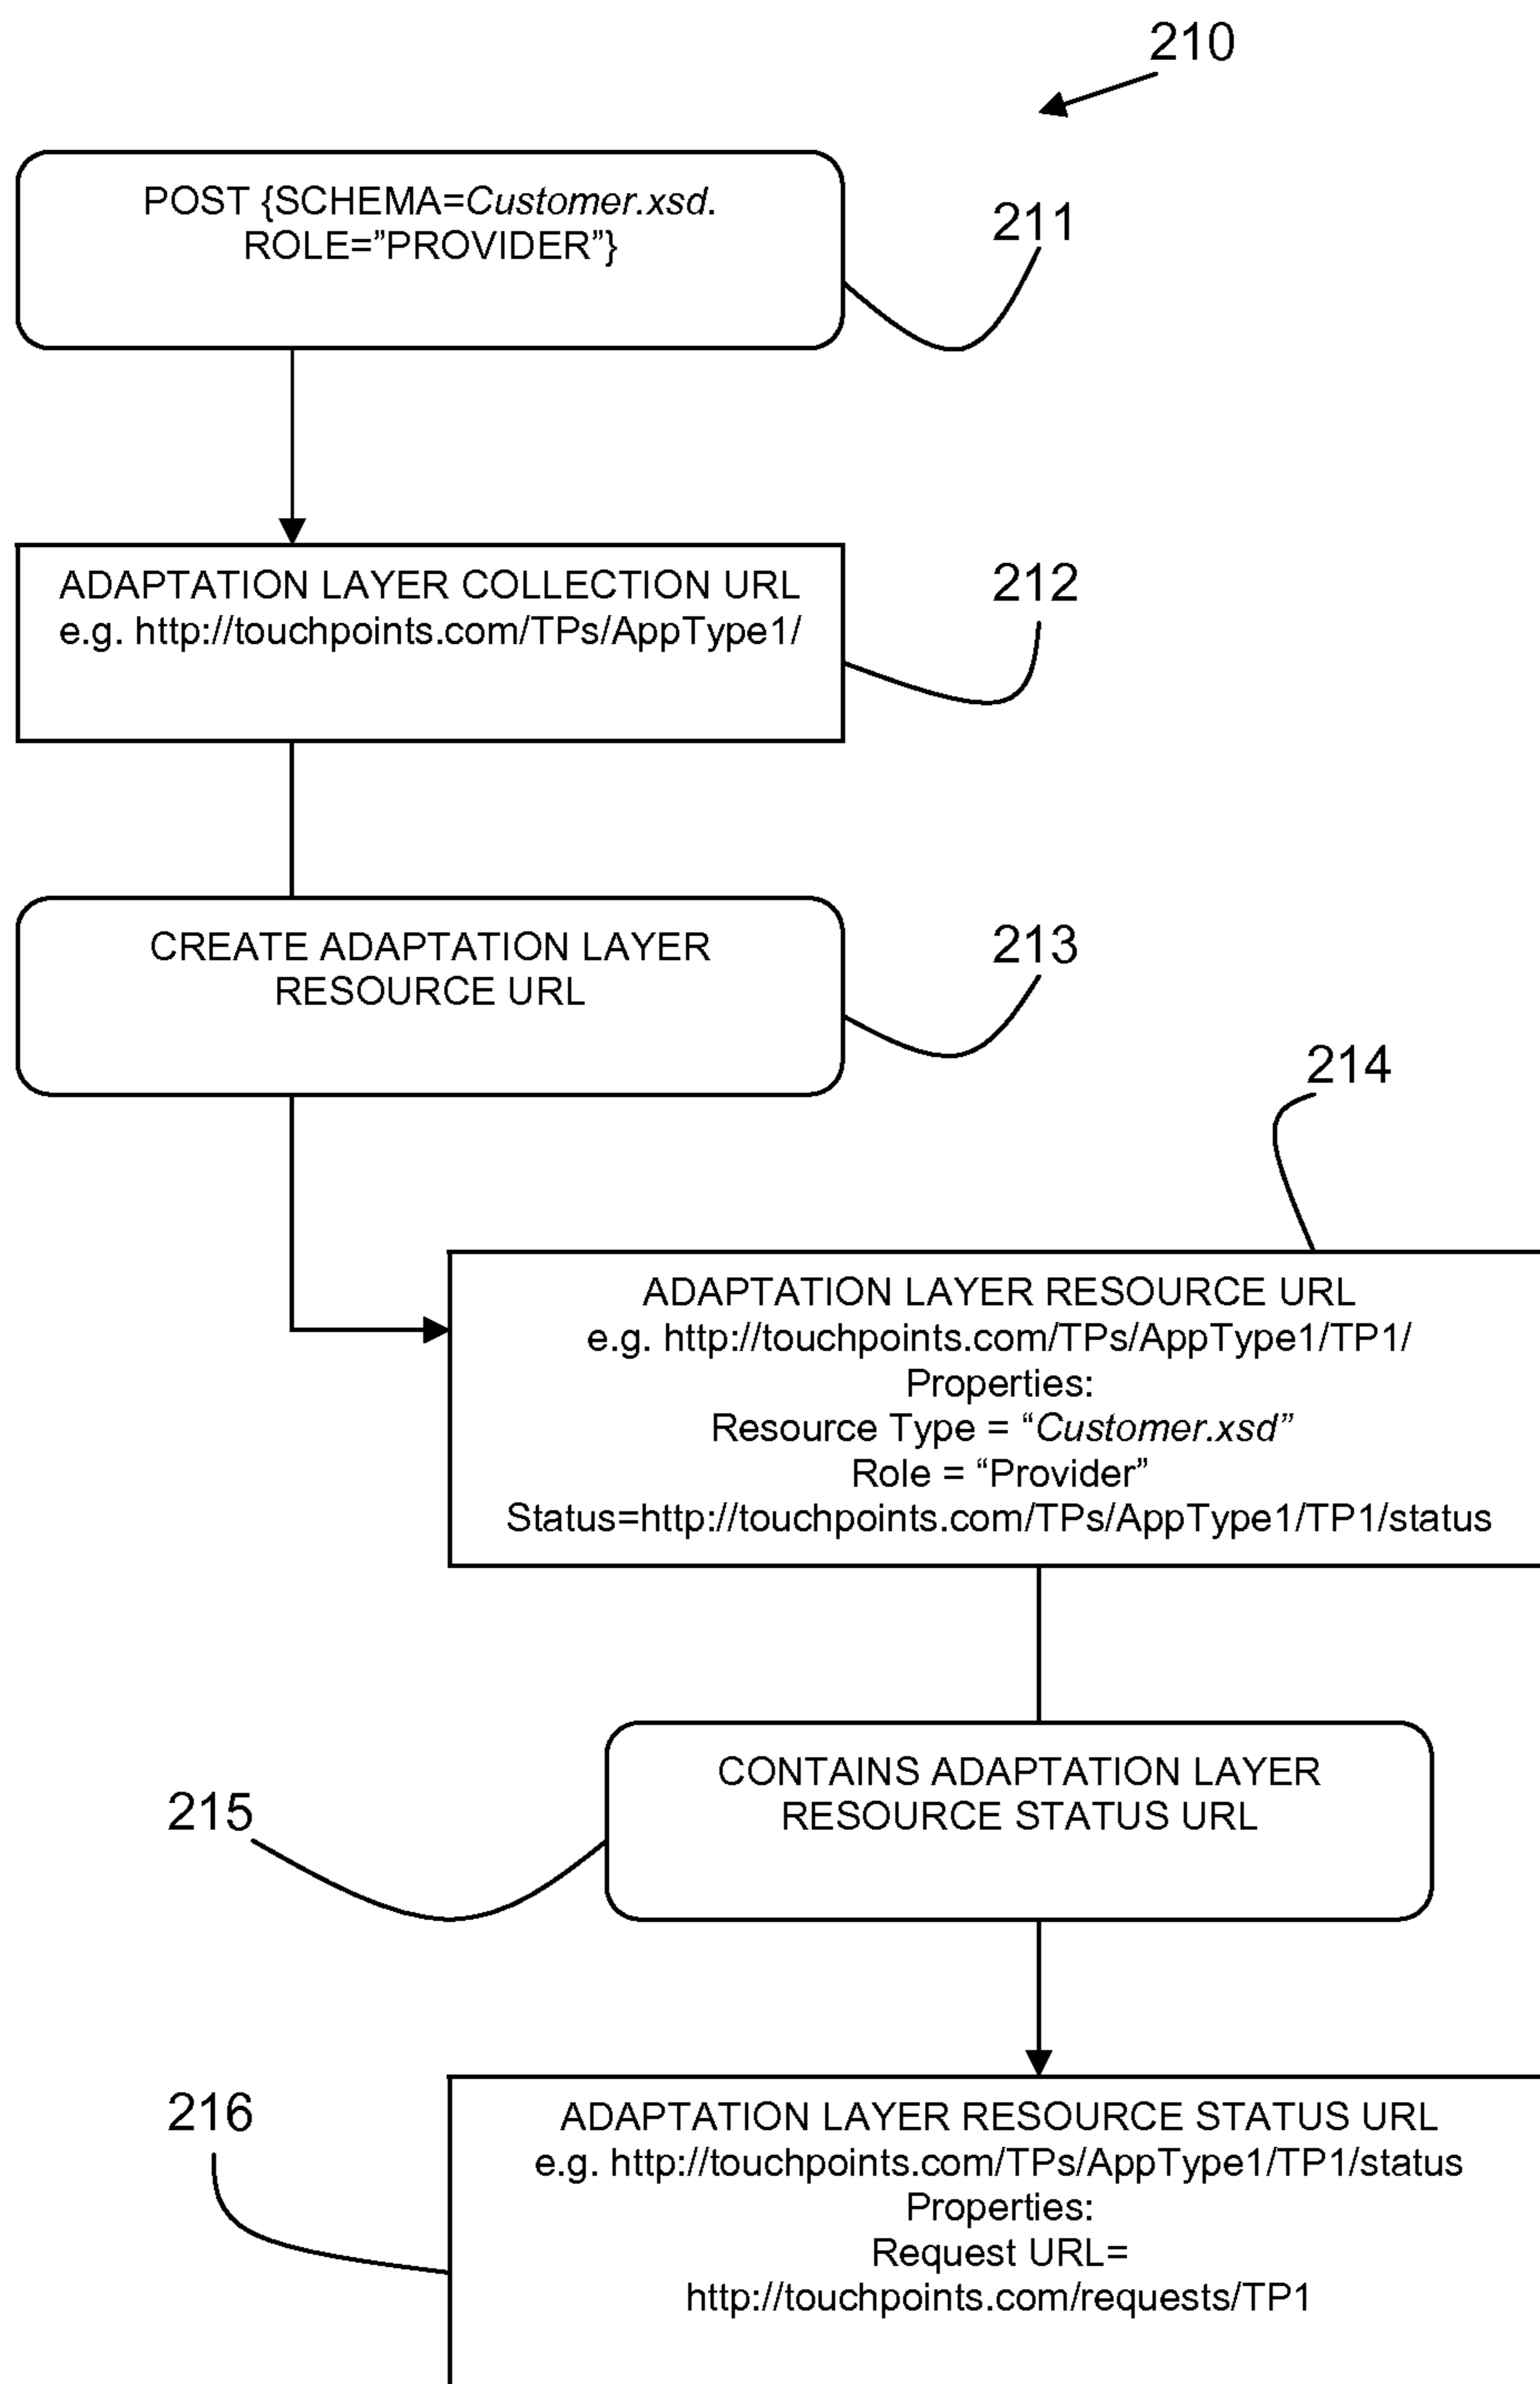 210
POST {SCHEMA=Customer.xsd.
ROLE=”PROVIDER”}
211
ADAPTATION LAYER COLLECTION URL
e.g. http://touchpoints.com/TPs/AppType1/
212
CREATE ADAPTATION LAYER
RESOURCE URL
213
214
ADAPTATION LAYER RESOURCE URL
e.g. http://touchpoints.com/TPs/AppType1/TP1/
Properties:
Resource Type = “Customer.xsd”
Role = “Provider”
Status=http://touchpoints.com/TPs/AppType1/TP1/status
CONTAINS ADAPTATION LAYER
RESOURCE STATUS URL
215
216
ADAPTATION LAYER RESOURCE STATUS URL
e.g. http://touchpoints.com/TPs/AppType1/TP1/status
Properties:
Request URL=
http://touchpoints.com/requests/TP1